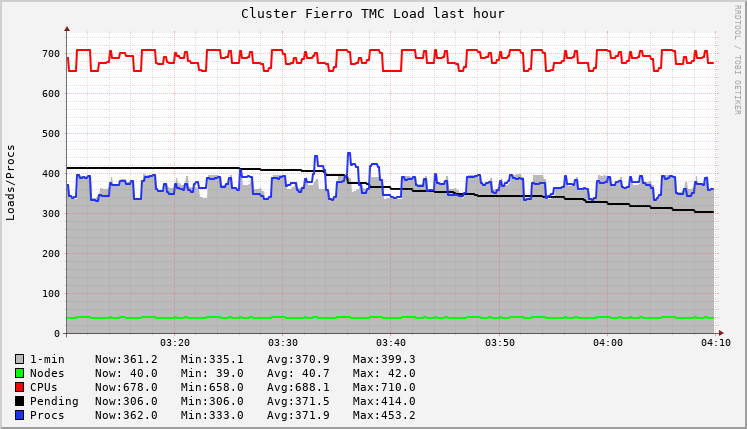 Cluster Fierro TMC Load last hour
RRDTOOL / TOBI OETIKER
Loads/Procs
700
600
500
400
300
200
100
0
03:20 03:30 03:40 03:50 04:00 04:10
1-min Now:361.2 Min:335.1 Avg:370.9 Max:399.3
Nodes Now: 40.0 Min: 39.0 Avg: 40.7 Max: 42.0
CPUs Now:678.0 Min:658.0 Avg:688.1 Max:710.0
Pending Now:306.0 Min:306.0 Avg:371.5 Max:414.0
Procs Now:362.0 Min:333.0 Avg:371.9 Max:453.2